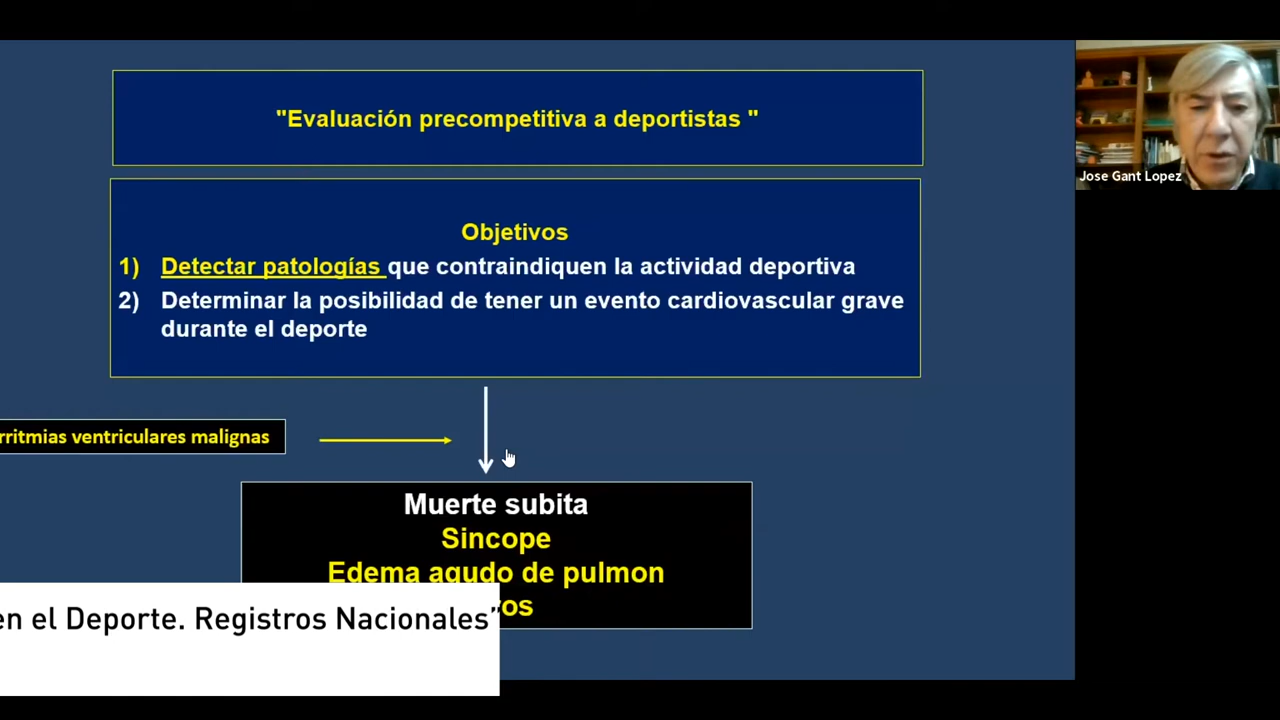 "Evaluación precompetitiva a deportistas "
Objetivos
1) Detectar patologías que contraindiquen la actividad deportiva
2) Determinar la posibilidad de tener un evento cardiovascular grave
durante el deporte
rritmias ventriculares malignas
Muerte subita
Sincope
Edema agudo de pulmon
ros
en el Deporte. Registros Nacionales”
Jose Gant Lopez